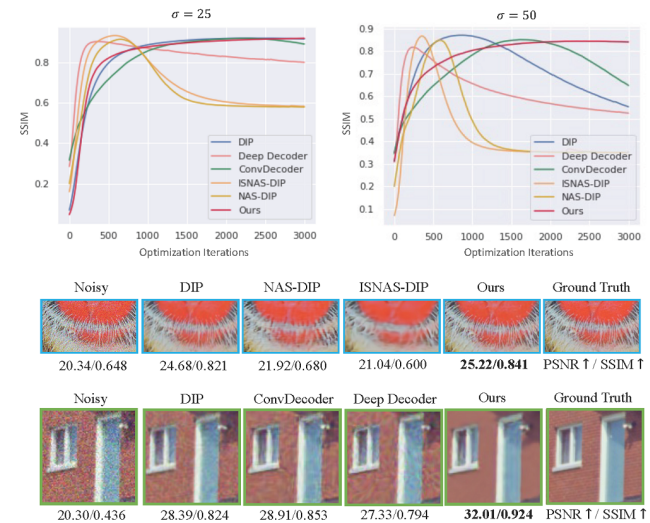 σ = 25
σ = 50
SSIM
0.8
0.6
0.4
0.2
DIP
Deep Decoder
ConvDecoder
ISNAS-DIP
NAS-DIP
Ours
0 500 1000 1500 2000 2500 3000
Optimization Iterations
SSIM
0.9
0.8
0.7
0.6
0.5
0.4
0.3
0.2
0.1
DIP
Deep Decoder
ConvDecoder
ISNAS-DIP
NAS-DIP
Ours
0 500 1000 1500 2000 2500 3000
Optimization Iterations
Noisy DIP NAS-DIP ISNAS-DIP Ours Ground Truth
20.34/0.648 24.68/0.821 21.92/0.680 21.04/0.600 25.22/0.841 PSNR↑/ SSIM↑
Noisy DIP ConvDecoder Deep Decoder Ours Ground Truth
20.30/0.436 28.39/0.824 28.91/0.853 27.33/0.794 32.01/0.924 PSNR↑/ SSIM↑